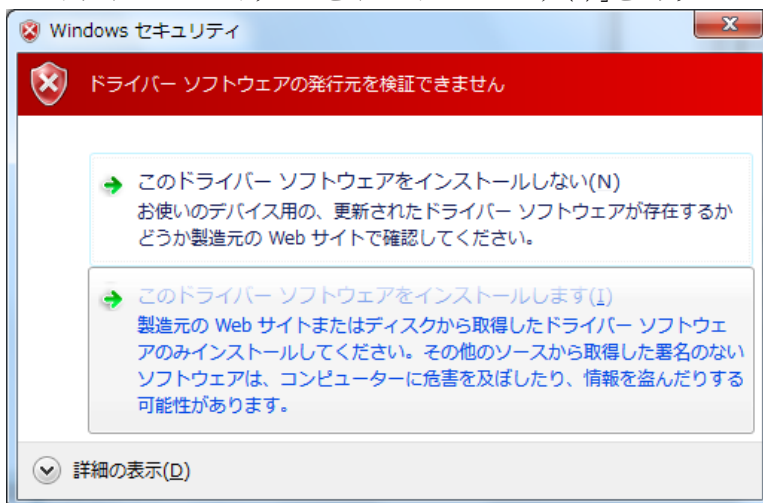 Windows セキュリティ
ドライバー ソフトウェアの発行元を検証できません
このドライバー ソフトウェアをインストールしない(N)
お使いのデバイス用の、更新されたドライバー ソフトウェアが存在するか
どうか製造元の Web サイトで確認してください。
このドライバー ソフトウェアをインストールします(I)
製造元の Web サイトまたはディスクから取得したドライバー ソフトウェ
アのみインストールしてください。その他のソースから取得した署名のない
ソフトウェアは、コンピューターに危害を及ぼしたり、情報を盗んだりする
可能性があります。
詳細の表示(D)